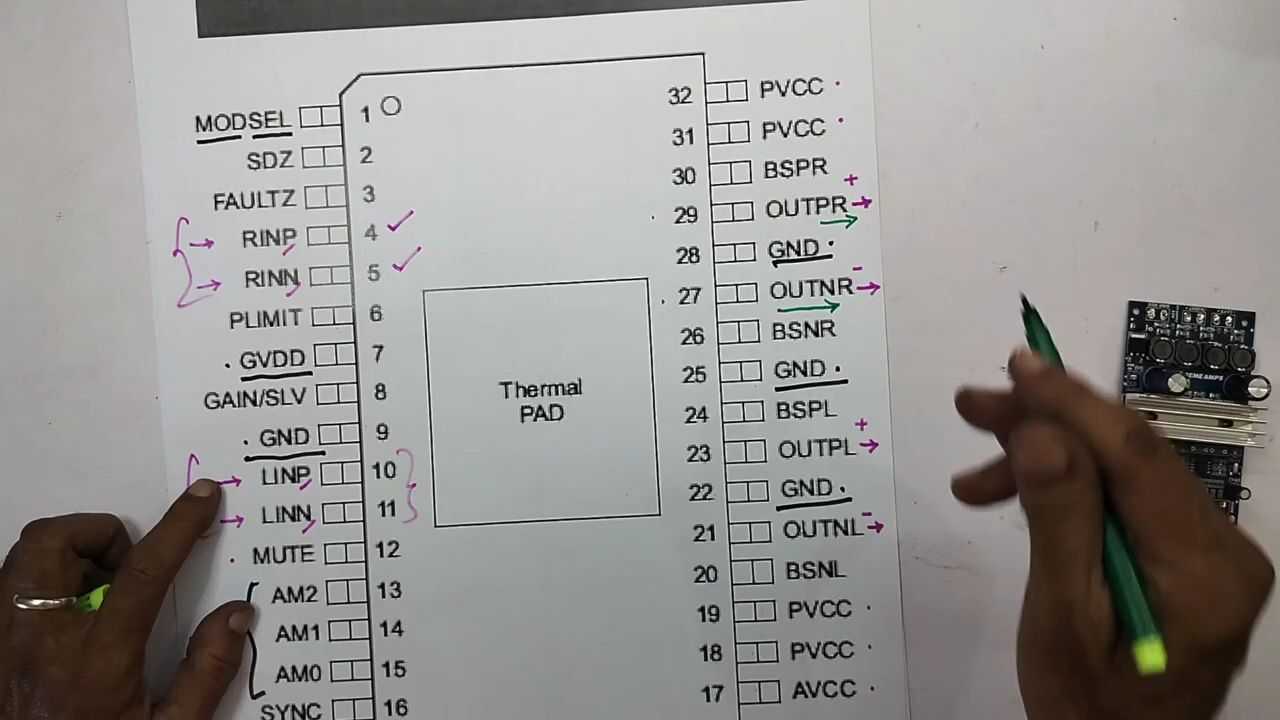 MODSEL 1
SDZ 2
FAULTZ 3
RINP 4
RINN 5
PLIMIT 6
GVDD 7
GAIN/SLV 8
GND 9
LINP 10
LINN 11
MUTE 12
AM2 13
AM1 14
AM0 15
SYNC 16
Thermal
PAD
32 PVCC
31 PVCC
30 BSPR
+
29 OUTPR
28 GND
-
27 OUTNR
26 BSNR
25 GND
24 BSPL
+
23 OUTPL
22 GND
-
21 OUTNL
20 BSNL
19 PVCC
18 PVCC
17 AVCC